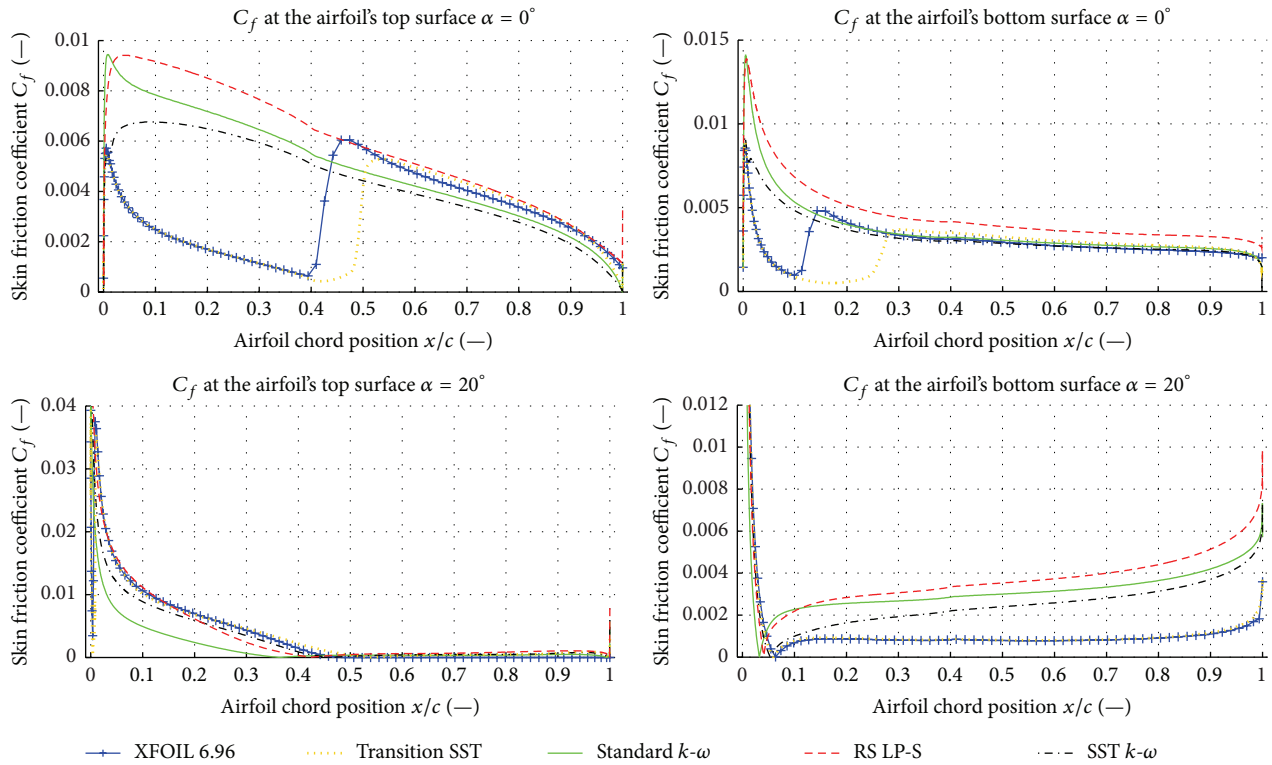 C_f at the airfoil's top surface α = 0°
Skin friction coefficient C_f (—)
0.01
0.008
0.006
0.004
0.002
0
0 0.1 0.2 0.3 0.4 0.5 0.6 0.7 0.8 0.9 1
Airfoil chord position x/c (—)
C_f at the airfoil's bottom surface α = 0°
Skin friction coefficient C_f (—)
0.015
0.01
0.005
0
0 0.1 0.2 0.3 0.4 0.5 0.6 0.7 0.8 0.9 1
Airfoil chord position x/c (—)
C_f at the airfoil's top surface α = 20°
Skin friction coefficient C_f (—)
0.04
0.03
0.02
0.01
0
0 0.1 0.2 0.3 0.4 0.5 0.6 0.7 0.8 0.9 1
Airfoil chord position x/c (—)
C_f at the airfoil's bottom surface α = 20°
Skin friction coefficient C_f (—)
0.012
0.01
0.008
0.006
0.004
0.002
0
0 0.1 0.2 0.3 0.4 0.5 0.6 0.7 0.8 0.9 1
Airfoil chord position x/c (—)
XFOIL 6.96 Transition SST Standard k-ω RS LP-S SST k-ω